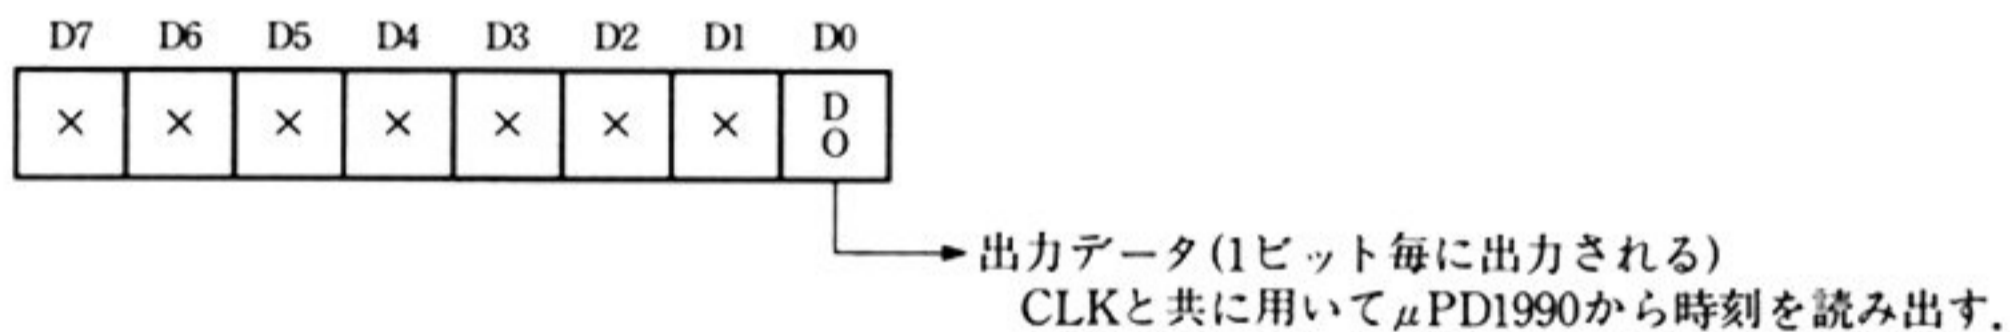 D7 D6 D5 D4 D3 D2 D1 D0
× × × × × × × D
O
出力データ(1ビット毎に出力される)
CLKと共に用いてμPD1990から時刻を読み出す.